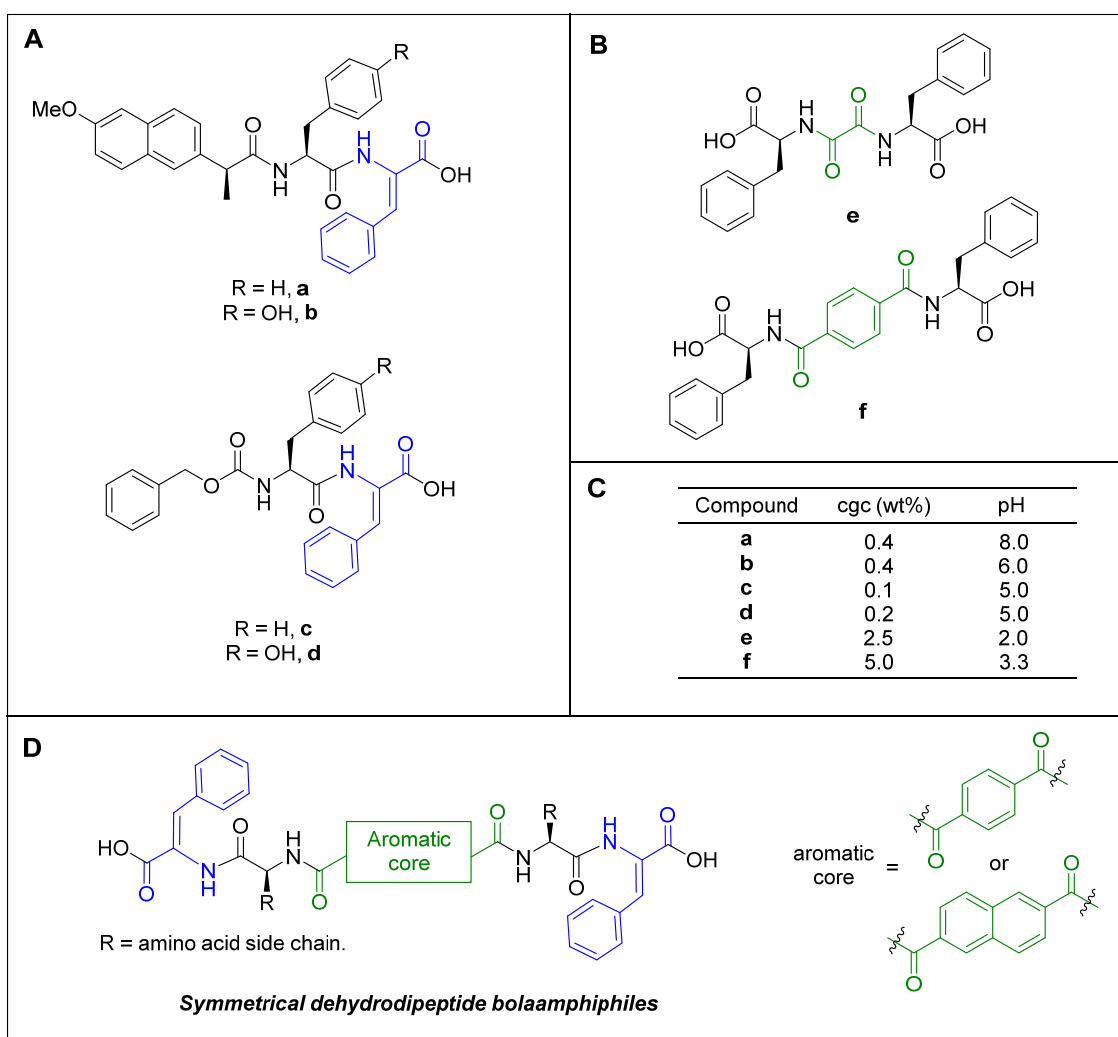 A
R
MeO
O
N
H
O
H
N
O
OH
R = H, a
R = OH, b
R
O
O
N
H
O
H
N
O
OH
R = H, c
R = OH, d
B
O
HO
H
N
O
O
N
H
OH
O
e
O
HO
H
N
O
O
N
H
OH
O
f
C
Compound cgc (wt%) pH
a 0.4 8.0
b 0.4 6.0
c 0.1 5.0
d 0.2 5.0
e 2.5 2.0
f 5.0 3.3
D
HO
O
N
H
O
R
H
N
O
Aromatic
core
O
N
H
R
O
H
N
O
OH
R = amino acid side chain.
Symmetrical dehydrodipeptide bolaamphiphiles
aromatic
core
=
O
O
or
O
O